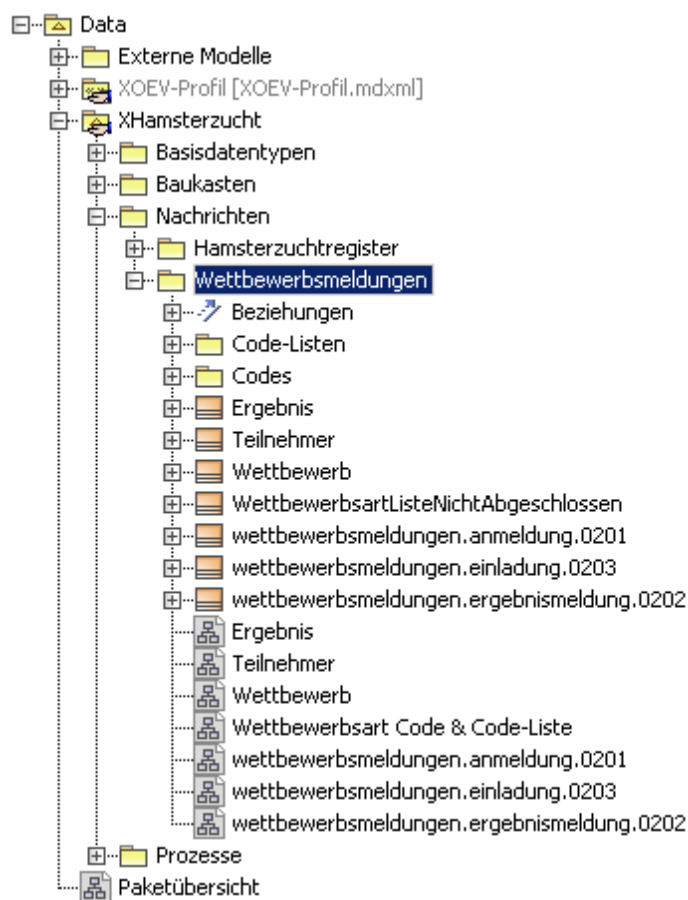 Data
Externe Modelle
XOEV-Profil [XOEV-Profil.mdxml]
XHamsterzucht
Basisdatentypen
Baukasten
Nachrichten
Hamsterzuchtregister
Wettbewerbsmeldungen
Beziehungen
Code-Listen
Codes
Ergebnis
Teilnehmer
Wettbewerb
WettbewerbsartListeNichtAbgeschlossen
wettbewerbsmeldungen.anmeldung.0201
wettbewerbsmeldungen.einladung.0203
wettbewerbsmeldungen.ergebnismeldung.0202
Ergebnis
Teilnehmer
Wettbewerb
Wettbewerbsart Code & Code-Liste
wettbewerbsmeldungen.anmeldung.0201
wettbewerbsmeldungen.einladung.0203
wettbewerbsmeldungen.ergebnismeldung.0202
Prozesse
Paketübersicht